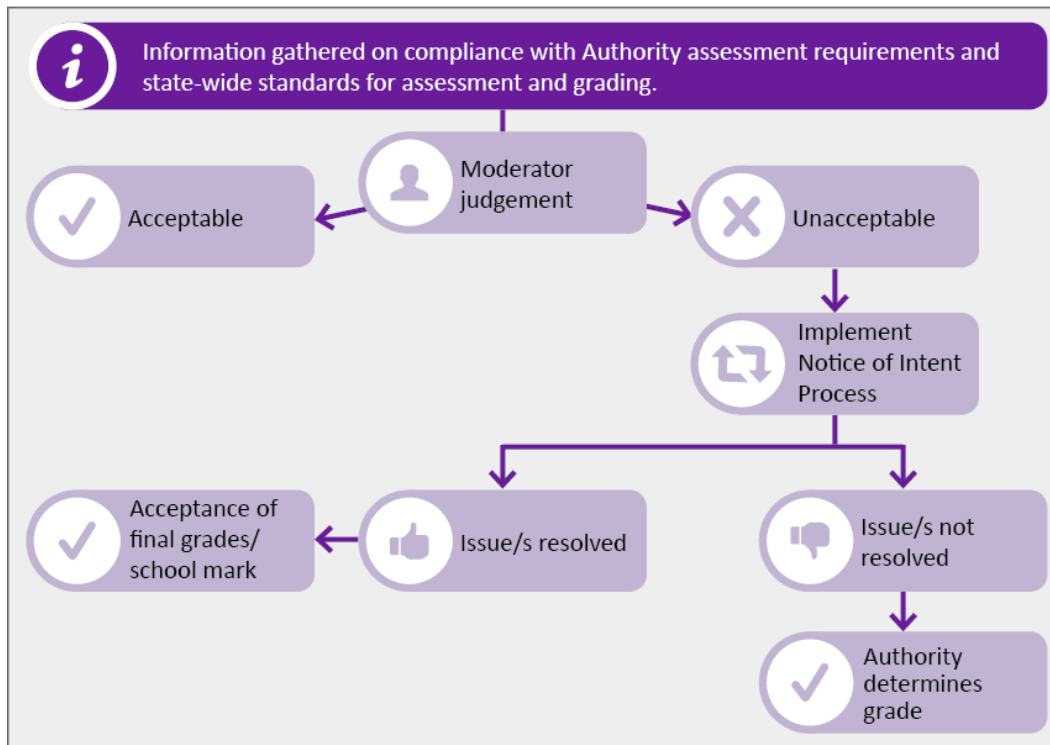 Information gathered on compliance with Authority assessment requirements and
state-wide standards for assessment and grading.
Moderator
judgement
Acceptable
Unacceptable
Implement
Notice of Intent
Process
Acceptance of
final grades/
school mark
Issue/s resolved
Issue/s not
resolved
Authority
determines
grade